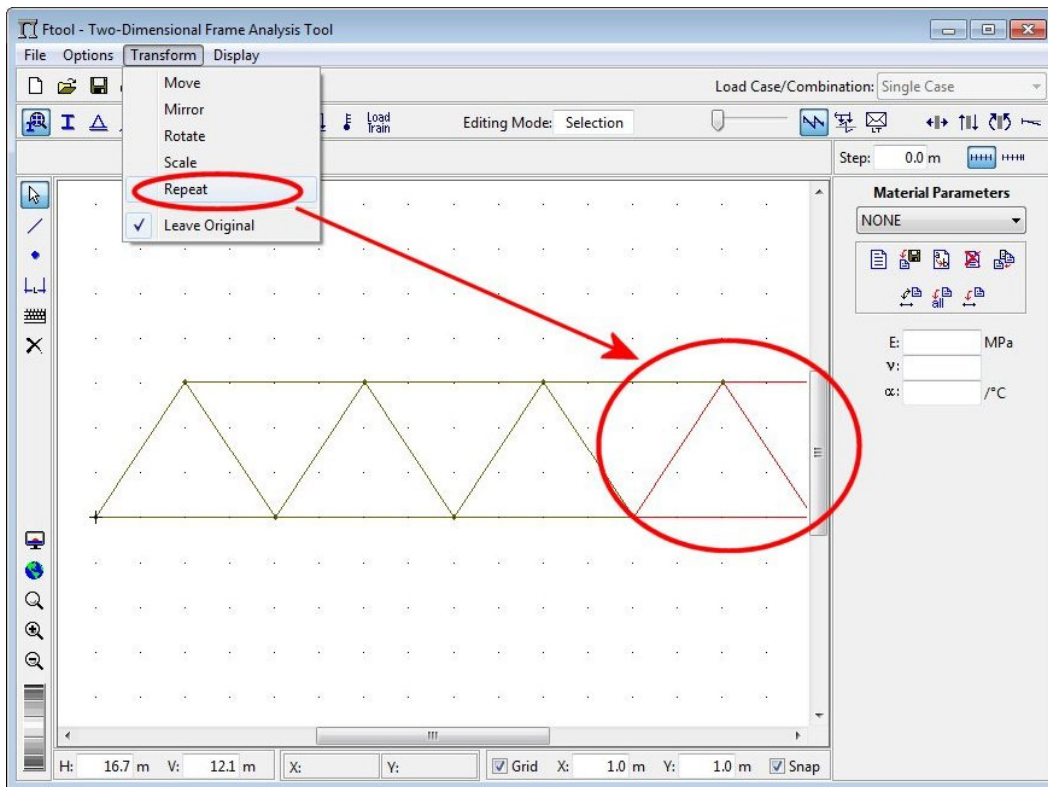 Ftool - Two-Dimensional Frame Analysis Tool
File Options Transform Display
Move
Mirror
Rotate
Scale
Repeat
Leave Original
Load Case/Combination: Single Case
Load Train
Editing Mode: Selection
LT
Step: 0.0 m
L
Material Parameters
NONE
all
E: MPa
ν:
α: /°C
H: 16.7 m V: 12.1 m X: Y: Grid X: 1.0 m Y: 1.0 m Snap